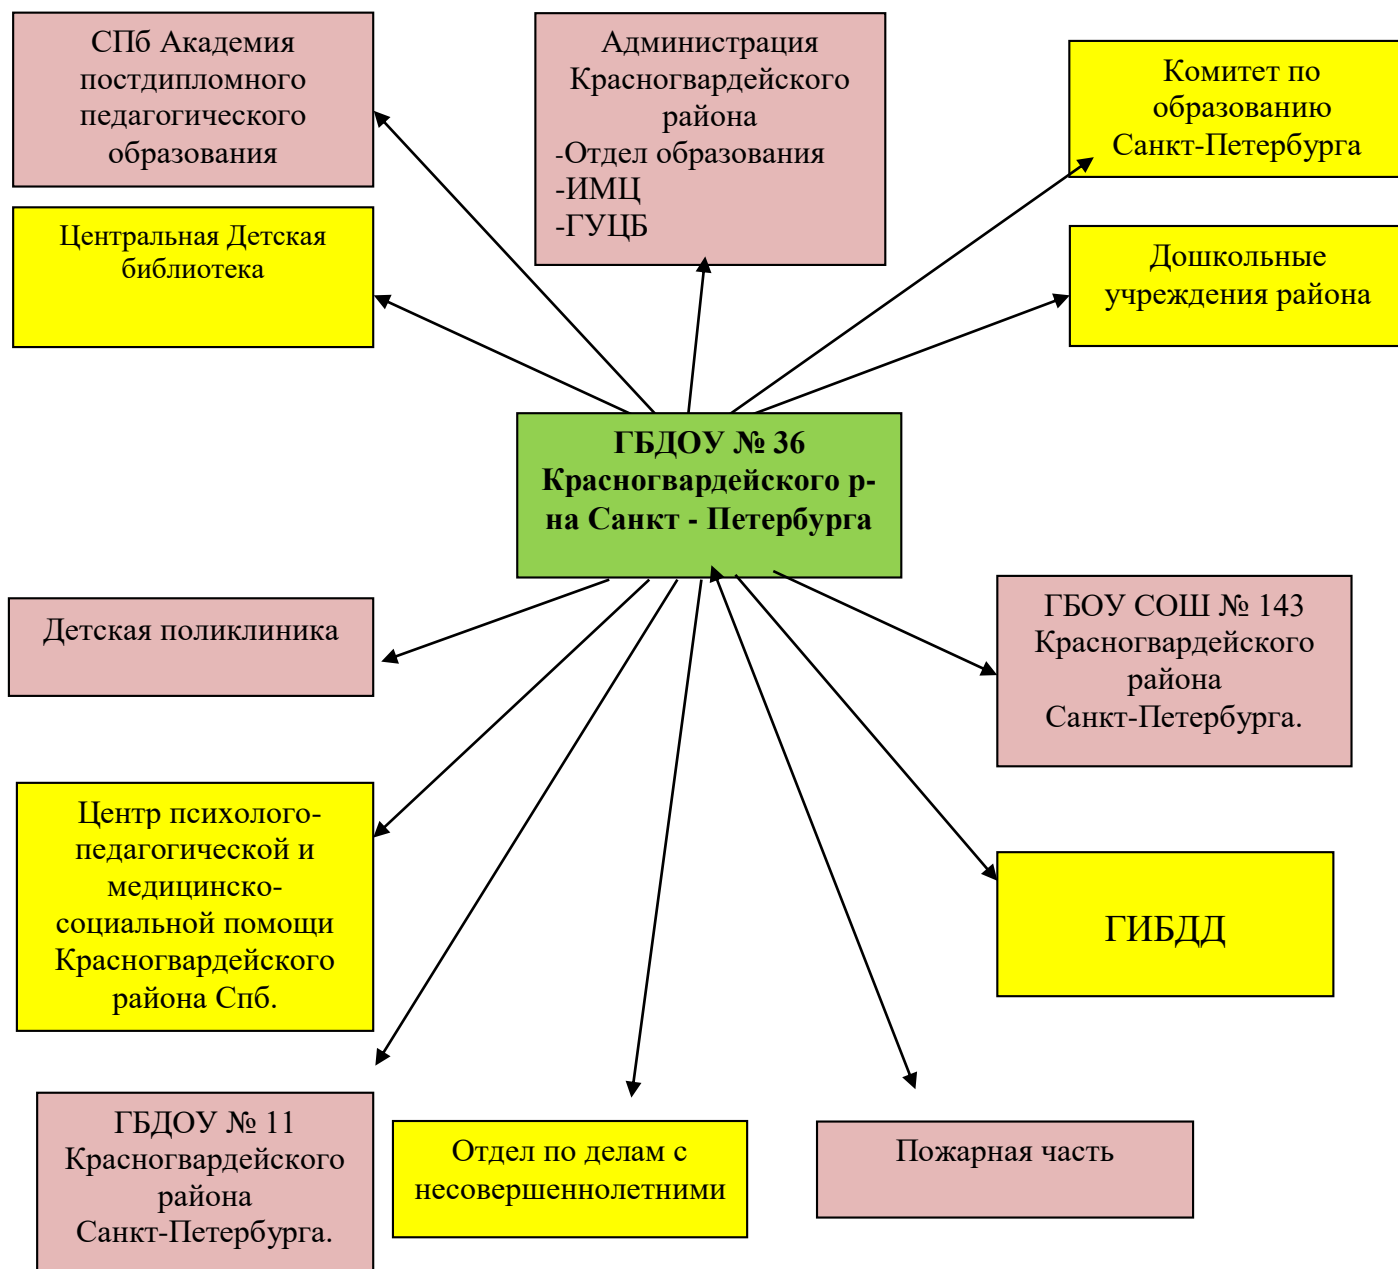 СПб Академия
постдипломного
педагогического
образования
Администрация
Красногвардейского
района
-Отдел образования
-ИМЦ
-ГУЦБ
Комитет по
образованию
Санкт-Петербурга
Центральная Детская
библиотека
Дошкольные
учреждения района
ГБДОУ № 36
Красногвардейского р-
на Санкт - Петербурга
Детская поликлиника
ГБОУ СОШ № 143
Красногвардейского
района
Санкт-Петербурга.
Центр психолого-
педагогической и
медицинско-
социальной помощи
Красногвардейского
района Спб.
ГИБДД
ГБДОУ № 11
Красногвардейского
района
Санкт-Петербурга.
Отдел по делам с
несовершеннолетними
Пожарная часть